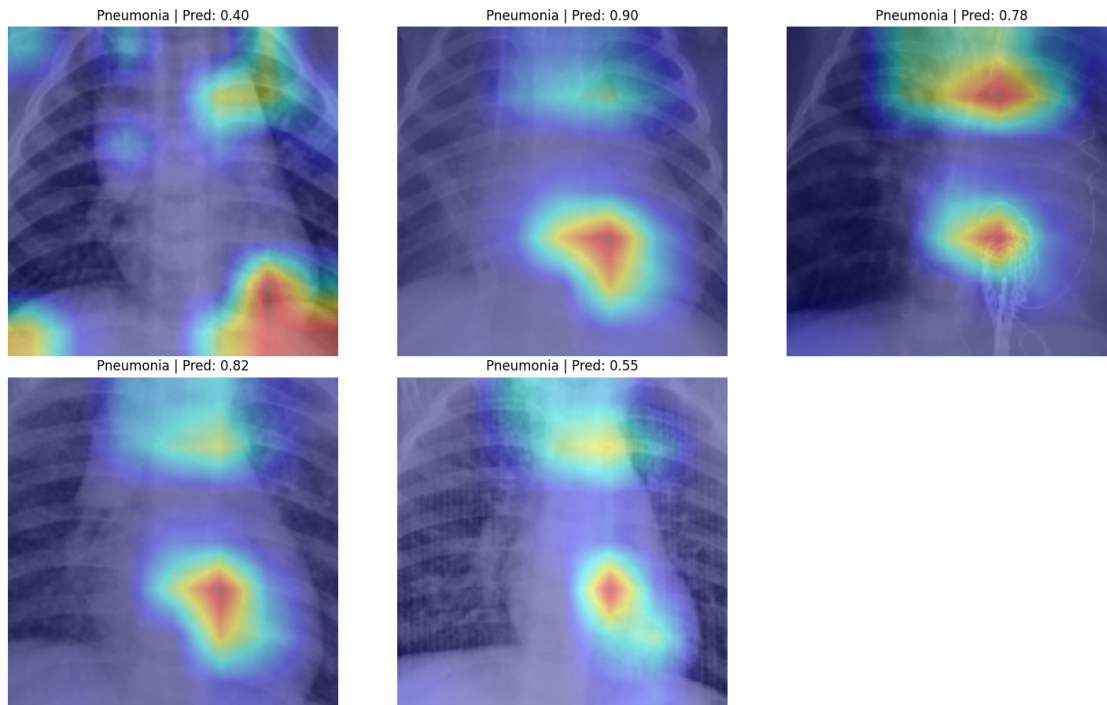 Pneumonia | Pred: 0.40
Pneumonia | Pred: 0.90
Pneumonia | Pred: 0.78
Pneumonia | Pred: 0.82
Pneumonia | Pred: 0.55